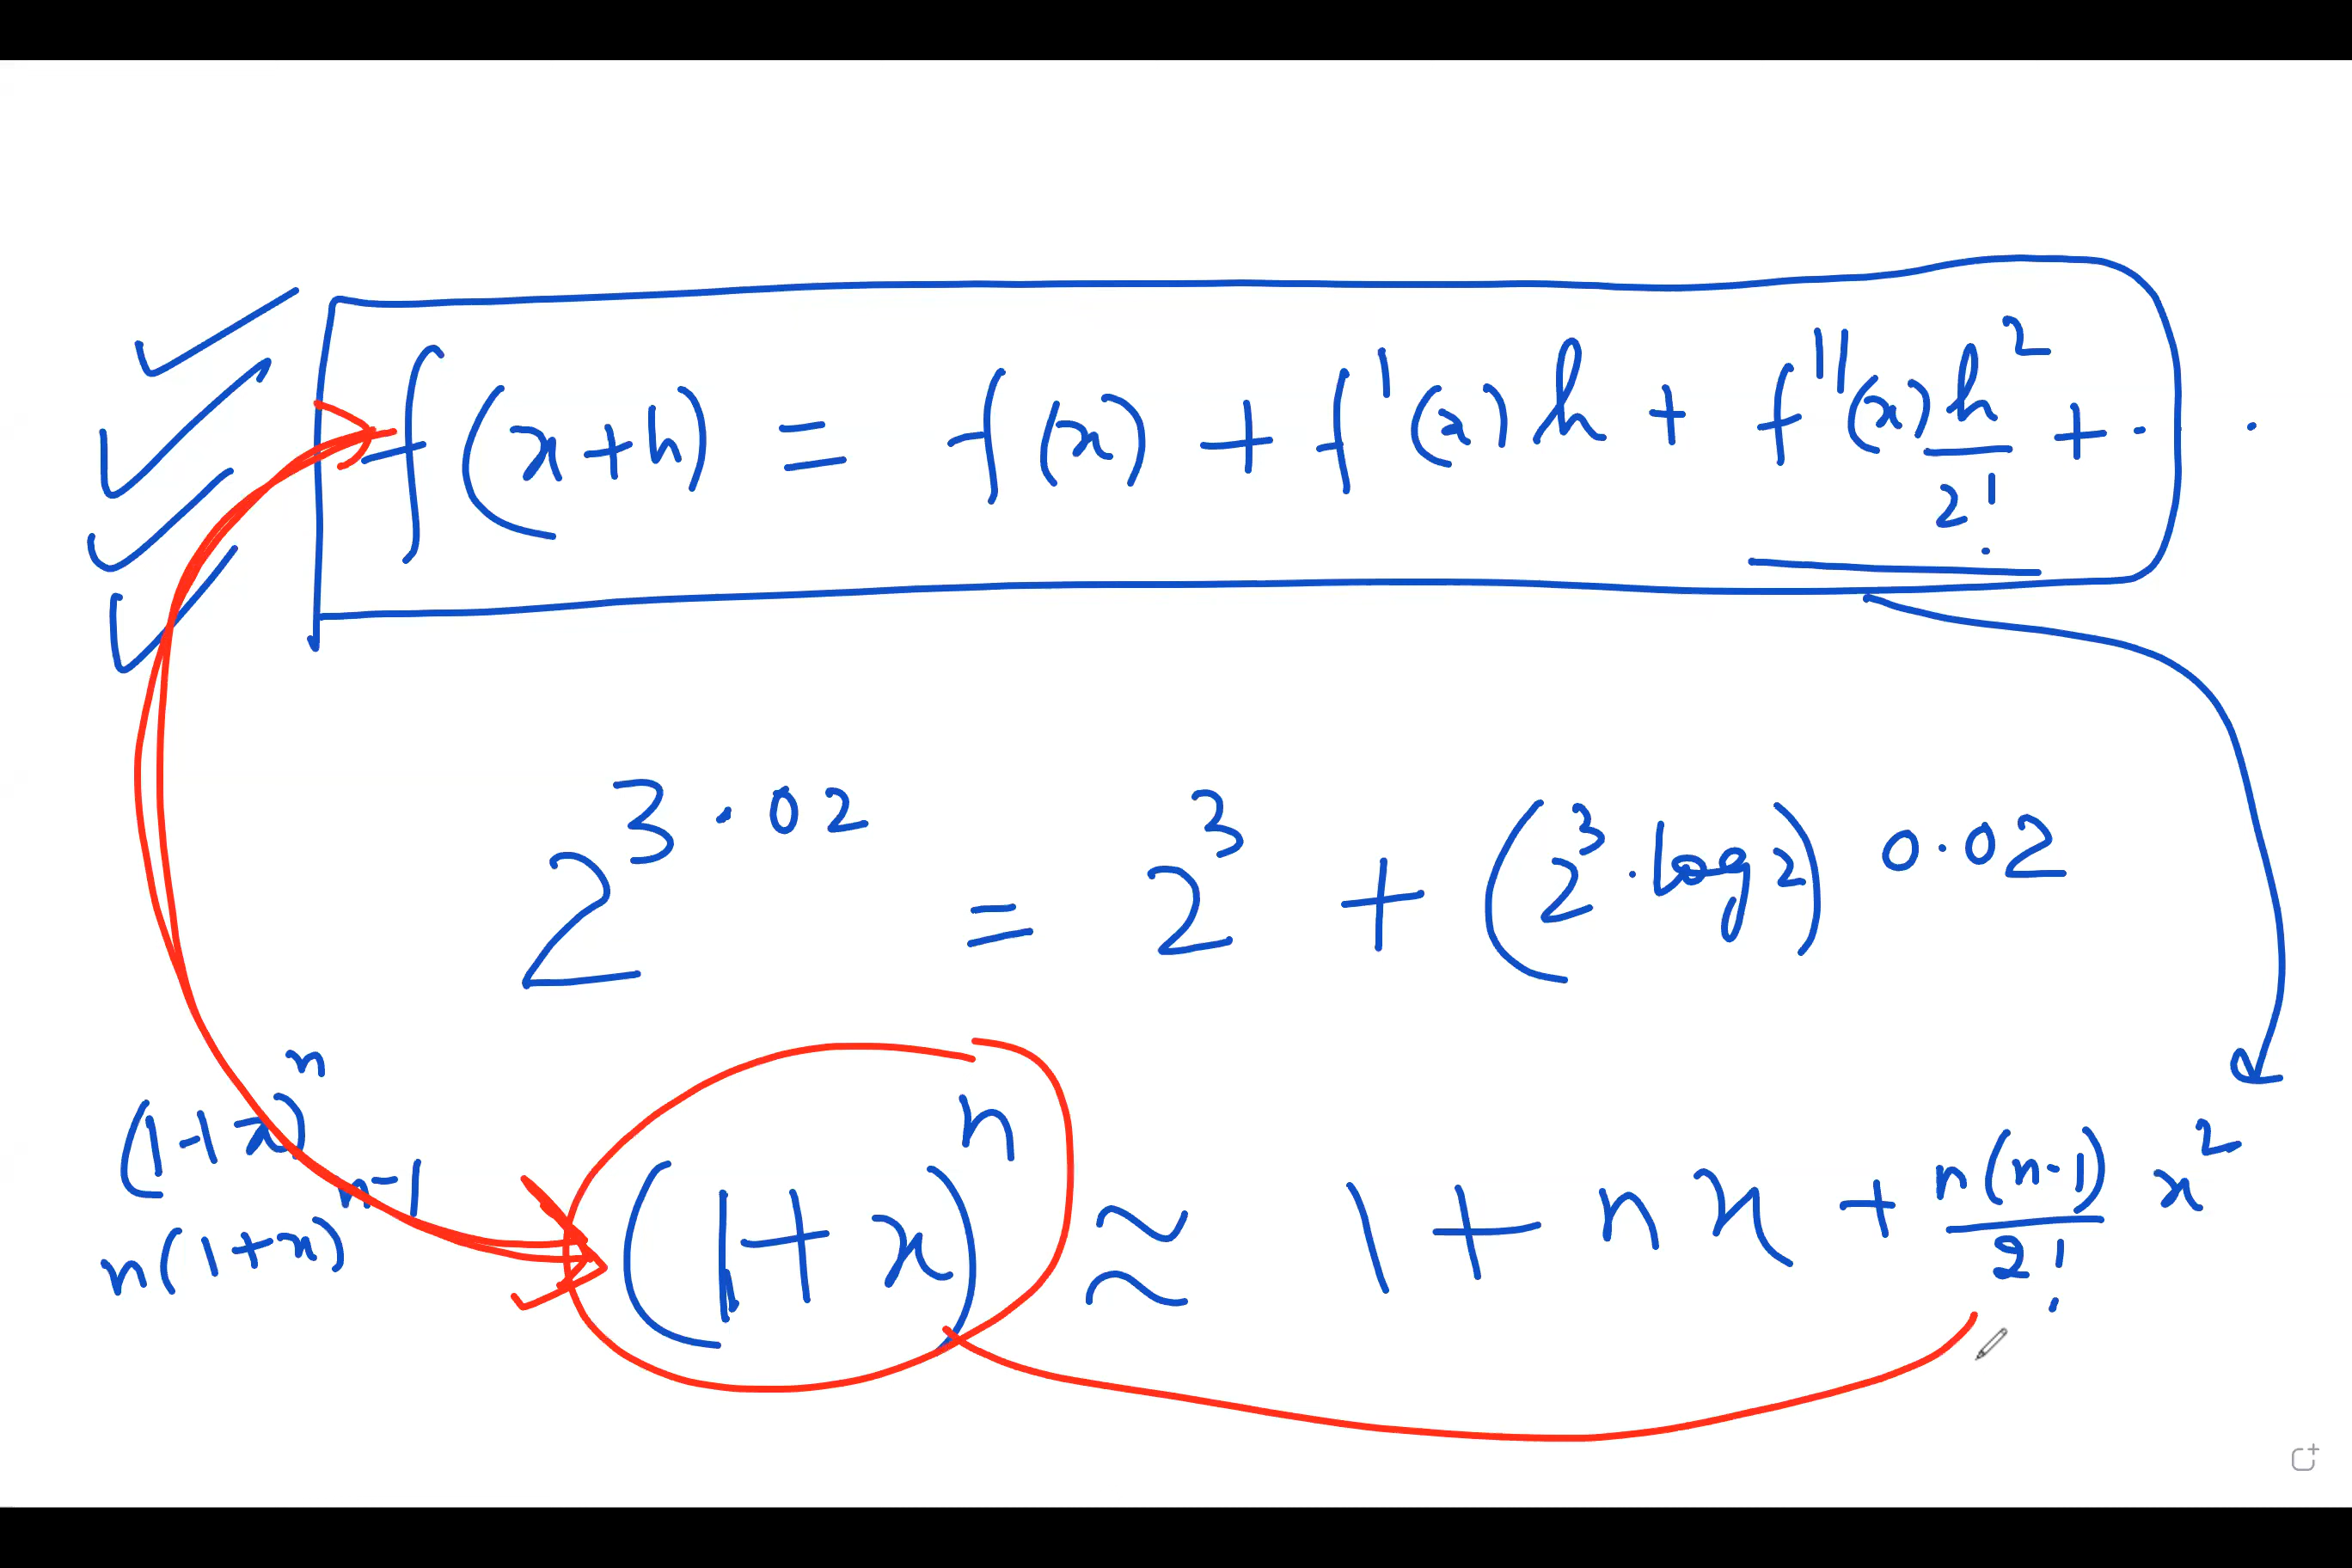 f(x+h) = f(x) + f'(x)h + f''(x)h²/2! + ...
2^3.02 = 2³ + (2³.log2) 0.02
(1+x)^n
n(1+x)^n-1
(1+x)^n ≈ 1 + nx + n(n-1)/2! x²